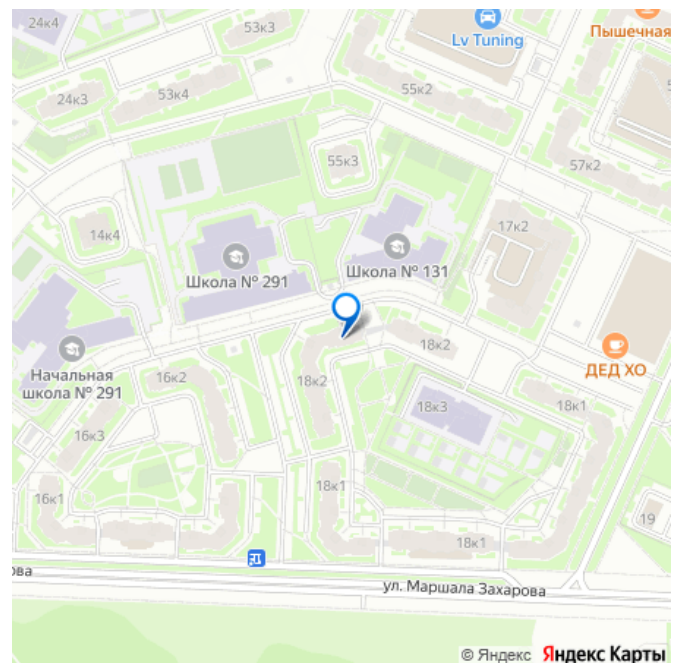 24к4
53к3
Lv Tuning
Пышечная
24к3
53к4
55к2
55к3
57к2
14к4
17к2
Школа № 291
Школа № 131
Начальная
школа № 291
16к2
18к2
18к2
ДЕД ХО
16к3
18к3
18к1
16к1
18к1
18к1
19
ова
ул. Маршала Захарова
© Яндекс Яндекс Карты